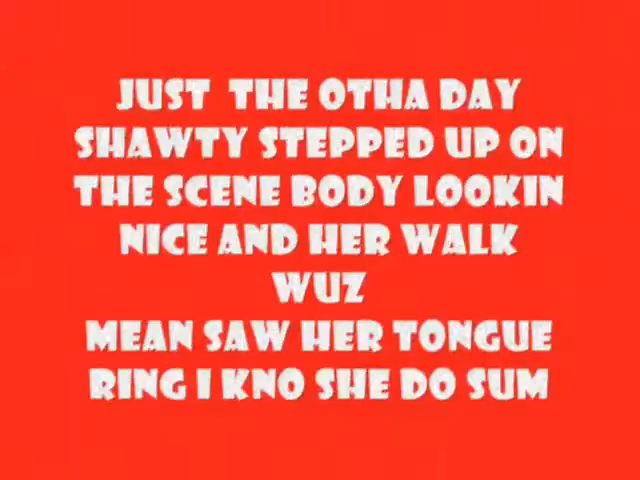 JUST THE OTHA DAY
SHAWTY STEPPED UP ON
THE SCENE BODY LOOKIN
NICE AND HER WALK
WUZ
MEAN SAW HER TONGUE
RING I KNO SHE DO SUM